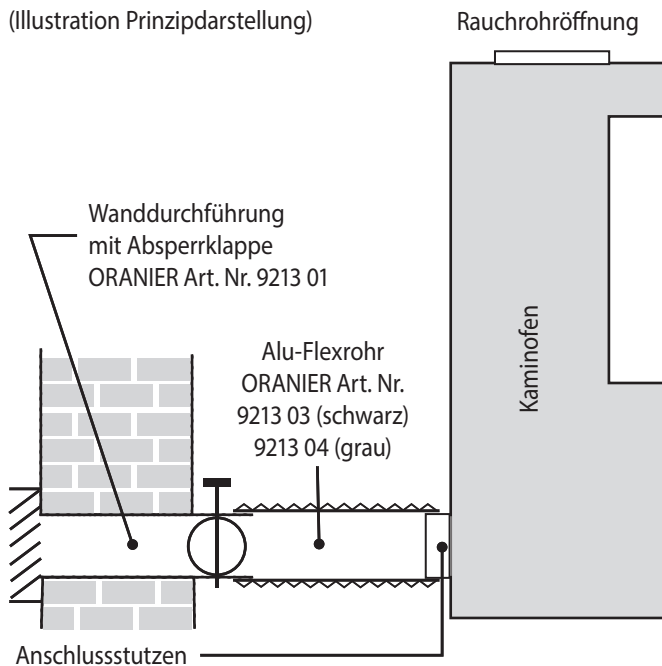 (Illustration Prinzipdarstellung)
Rauchrohröffnung
Wanddurchführung
mit Absperrklappe
ORANIER Art. Nr. 9213 01
Alu-Flexrohr
ORANIER Art. Nr.
9213 03 (schwarz)
9213 04 (grau)
Kaminofen
Anschlussstutzen